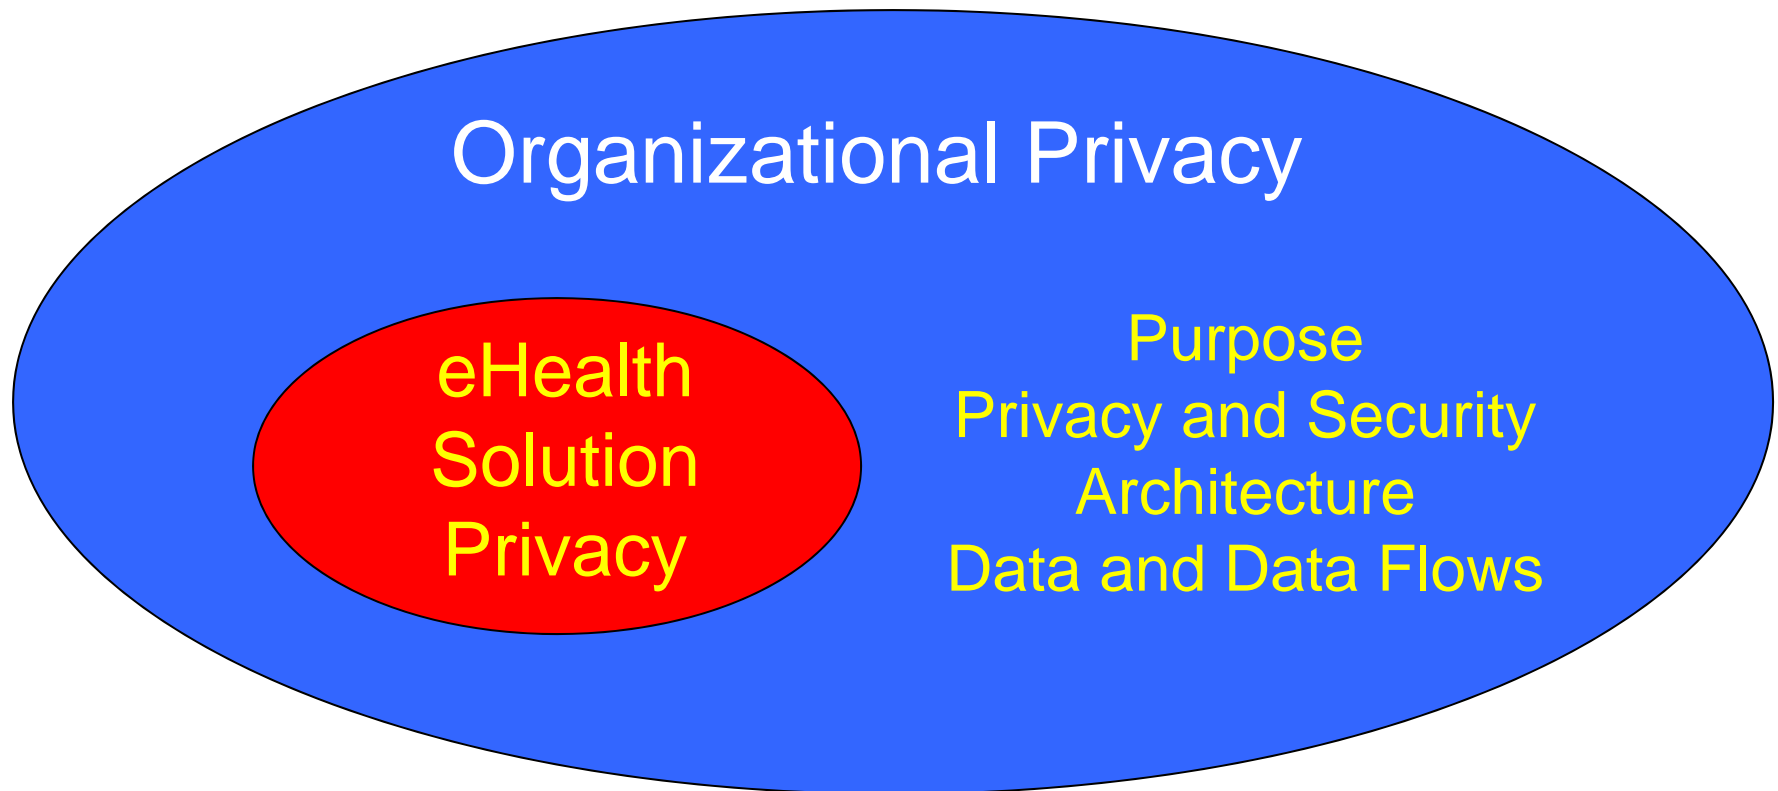 Organizational Privacy
eHealth
Solution
Privacy
Purpose
Privacy and Security
Architecture
Data and Data Flows